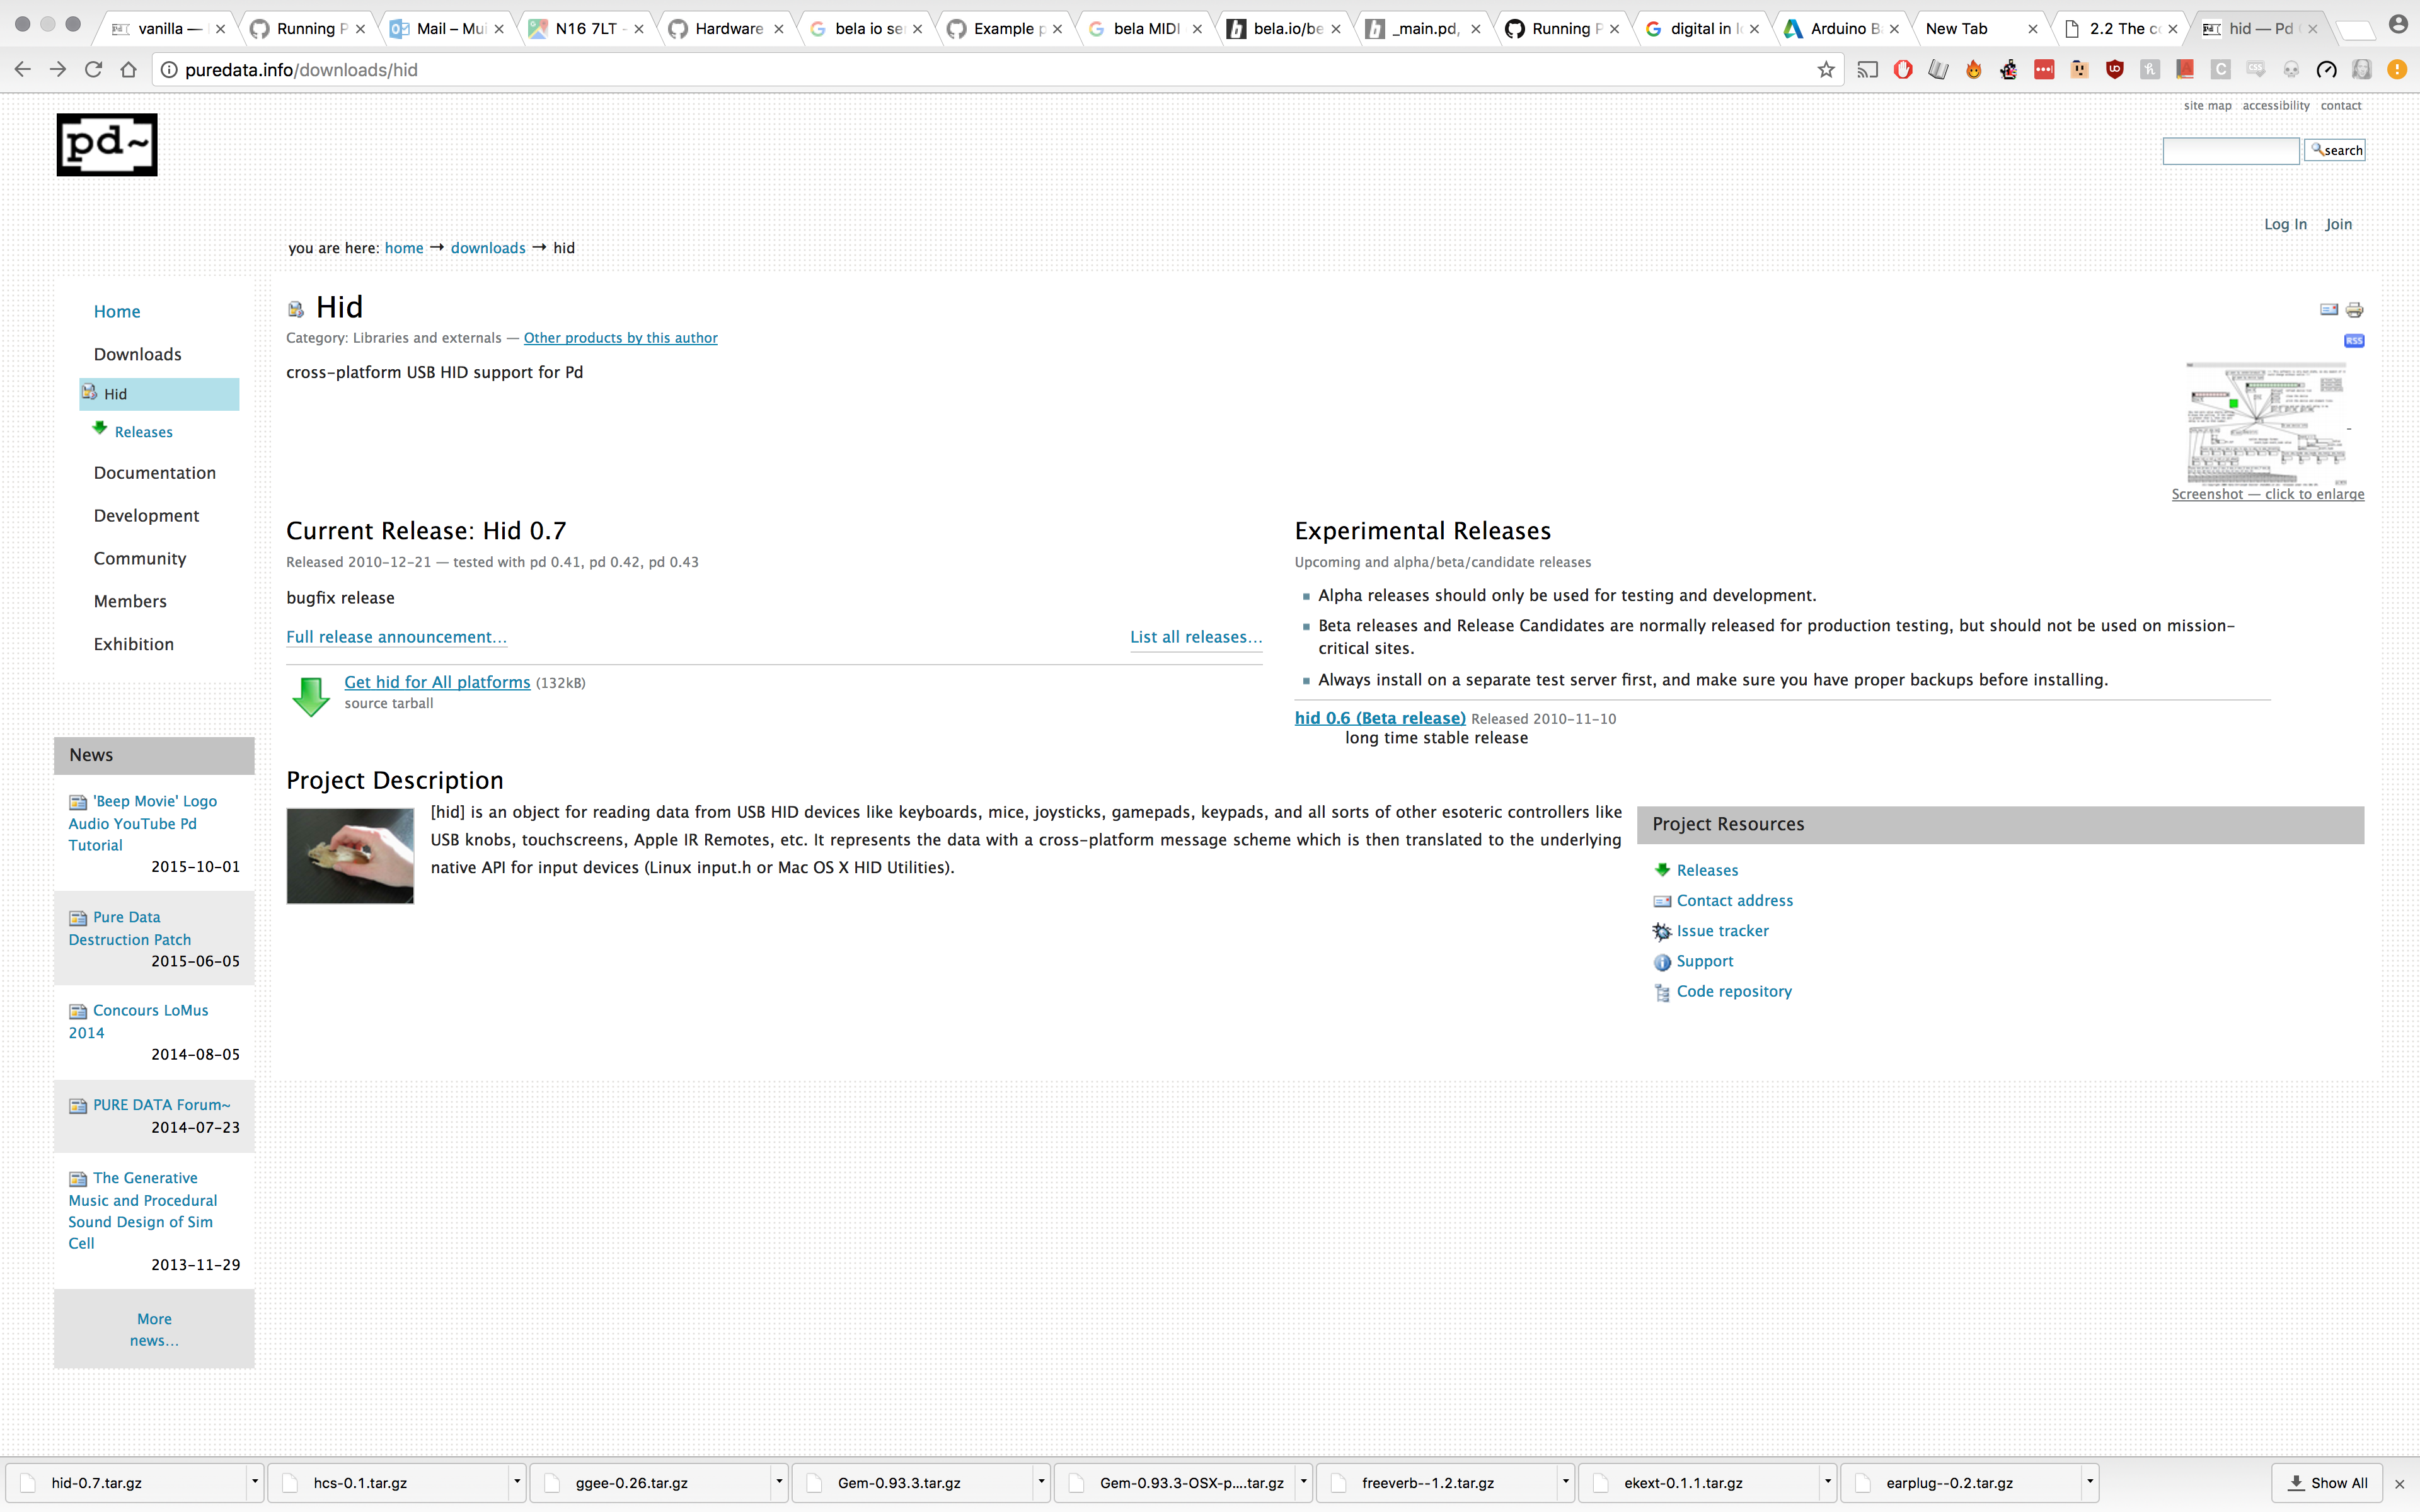 vanilla —
Running P
Mail – Mui
N16 7LT -
Hardware
bela io se
Example p
bela MIDI
bela.io/be
_main.pd,
Running P
digital in l
Arduino B
New Tab
2.2 The c
hid — Pd
puredata.info/downloads/hid
site map accessibility contact
pd~
search
Log In Join
you are here: home → downloads → hid
Home
Downloads
Hid
Releases
Documentation
Development
Community
Members
Exhibition
Hid
Category: Libraries and externals — Other products by this author
cross-platform USB HID support for Pd
RSS
Screenshot — click to enlarge
Current Release: Hid 0.7
Released 2010-12-21 — tested with pd 0.41, pd 0.42, pd 0.43
bugfix release
Full release announcement…
List all releases…
Get hid for All platforms (132kB)
source tarball
Experimental Releases
Upcoming and alpha/beta/candidate releases
Alpha releases should only be used for testing and development.
Beta releases and Release Candidates are normally released for production testing, but should not be used on mission-
critical sites.
Always install on a separate test server first, and make sure you have proper backups before installing.
hid 0.6 (Beta release) Released 2010-11-10
long time stable release
Project Description
[hid] is an object for reading data from USB HID devices like keyboards, mice, joysticks, gamepads, keypads, and all sorts of other esoteric controllers like
USB knobs, touchscreens, Apple IR Remotes, etc. It represents the data with a cross-platform message scheme which is then translated to the underlying
native API for input devices (Linux input.h or Mac OS X HID Utilities).
Project Resources
Releases
Contact address
Issue tracker
Support
Code repository
News
'Beep Movie' Logo
Audio YouTube Pd
Tutorial
2015-10-01
Pure Data
Destruction Patch
2015-06-05
Concours LoMus
2014
2014-08-05
PURE DATA Forum~
2014-07-23
The Generative
Music and Procedural
Sound Design of Sim
Cell
2013-11-29
More
news…
hid-0.7.tar.gz
hcs-0.1.tar.gz
ggee-0.26.tar.gz
Gem-0.93.3.tar.gz
Gem-0.93.3-OSX-p....tar.gz
freeverb--1.2.tar.gz
ekext-0.1.1.tar.gz
earplug--0.2.tar.gz
Show All